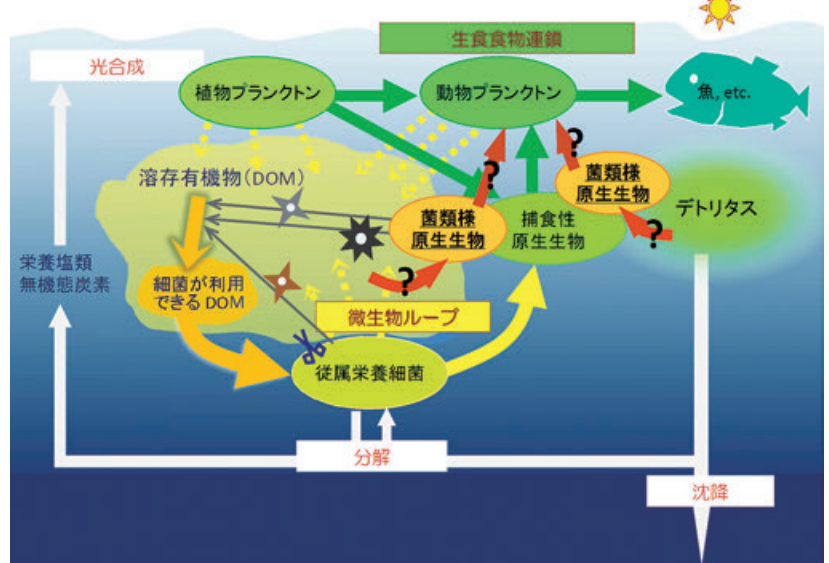 生食食物連鎖
光合成
植物プランクトン
動物プランクトン
魚, etc.
溶存有機物(DOM)
菌類様
原生生物
捕食性
原生生物
菌類様
原生生物
デトリタス
?
?
?
?
栄養塩類
無機態炭素
細菌が利用
できるDOM
微生物ループ
従属栄養細菌
分解
沈降